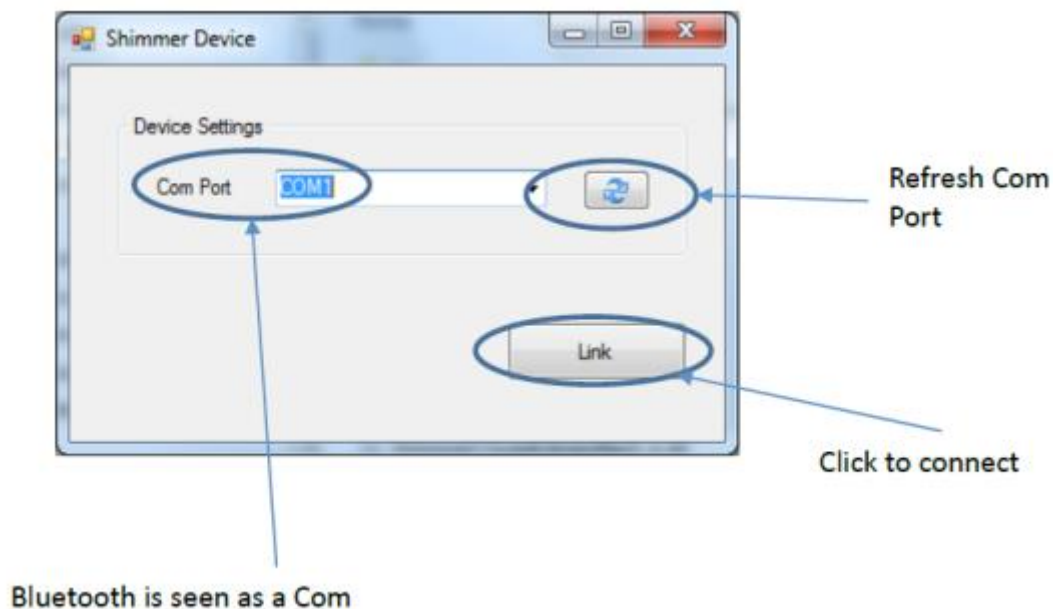 Shimmer Device
Device Settings
Com Port COM1
Refresh Com
Port
Link
Click to connect
Bluetooth is seen as a Com